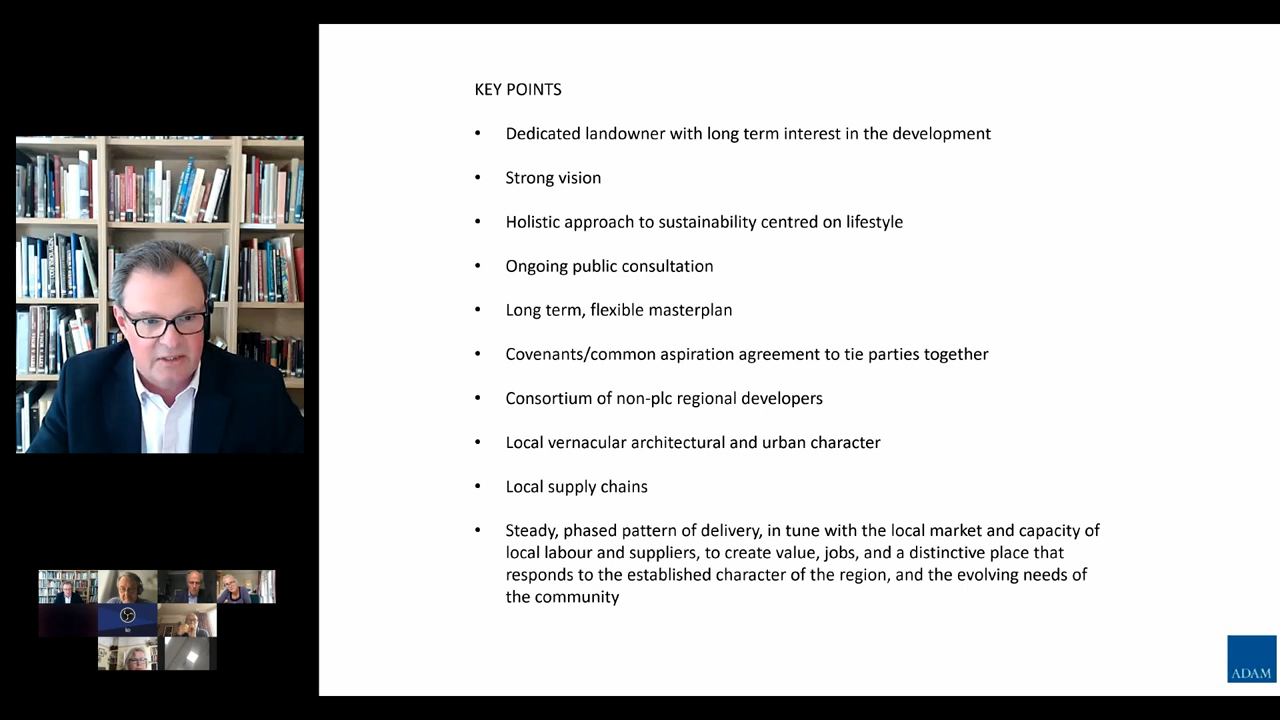 KEY POINTS
• Dedicated landowner with long term interest in the development
• Strong vision
• Holistic approach to sustainability centred on lifestyle
• Ongoing public consultation
• Long term, flexible masterplan
• Covenants/common aspiration agreement to tie parties together
• Consortium of non-plc regional developers
• Local vernacular architectural and urban character
• Local supply chains
• Steady, phased pattern of delivery, in tune with the local market and capacity of
local labour and suppliers, to create value, jobs, and a distinctive place that
responds to the established character of the region, and the evolving needs of
the community
ADAM